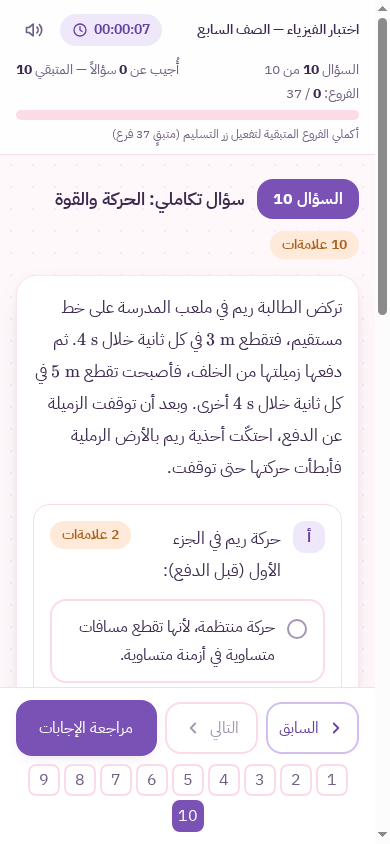 اختبار الفيزياء — الصف السابع
00:00:07
السؤال 10 من 10
أُجيب عن 0 سؤالاً — المتبقي 10
الفروع: 0 / 37
أكملي الفروع المتبقية لتفعيل زر التسليم (متبقٍ 37 فرع)
السؤال 10
سؤال تكاملي: الحركة والقوة
10 علامات
تركض الطالبة ريم في ملعب المدرسة على خط
مستقيم، فتقطع 3 m في كل ثانية خلال 4 s. ثم
دفعها زميلتها من الخلف، فأصبحت تقطع 5 m في
كل ثانية خلال 4 s أخرى. وبعد أن توقفت الزميلة
عن الدفع، احتكّت أحذية ريم بالأرض الرملية
فأبطأت حركتها حتى توقفت.
أ
حركة ريم في الجزء
الأول (قبل الدفع):
2 علامات
حركة منتظمة، لأنها تقطع مسافات
متساوية في أزمنة متساوية.
السابق
التالي
مراجعة الإجابات
1 2 3 4 5 6 7 8 9
10